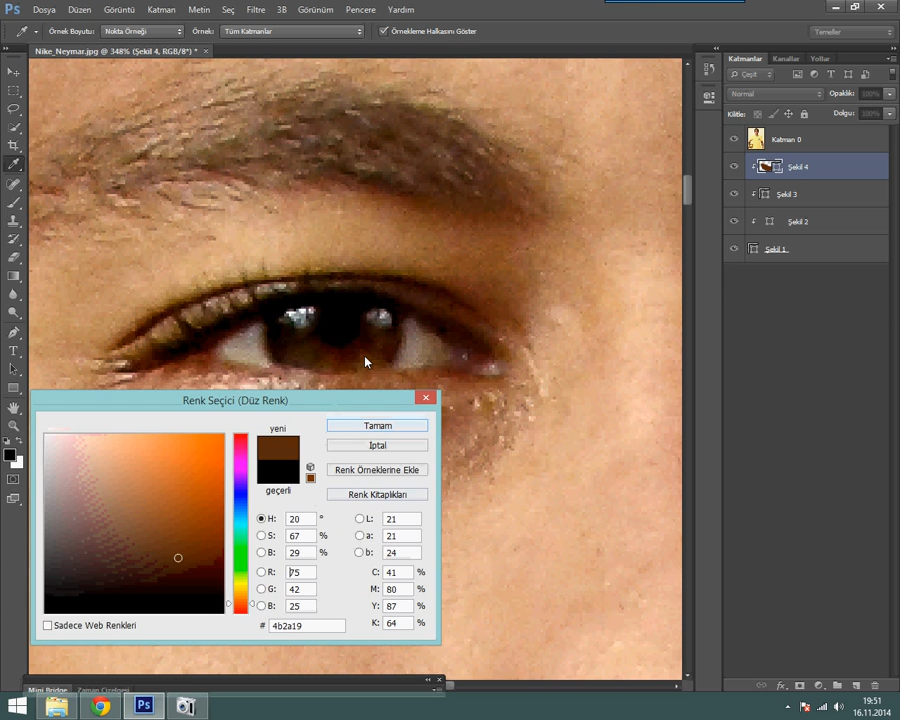 Ps Dosya Düzen Görüntü Katman Metin Seç Filtre 3B Görünüm Pencere Yardım
Örnek Boyutu: Nokta Örneği Örnek: Tüm Katmanlar Örnekleme Halkasını Göster Temeller
Nike_Neymar.jpg @ 348% (Şekil 4, RGB/8*) * ×
Katmanlar Kanallar Yollar
Çeşit
Normal Opaklık: 100%
Kilitle: Dolgu: 100%
Katman 0
Şekil 4
Şekil 3
Şekil 2
Şekil 1
Renk Seçici (Düz Renk)
yeni
geçerli
Tamam
İptal
Renk Örneklerine Ekle
Renk Kitaplıkları
H: 20 ° L: 21
S: 67 % a: 21
B: 29 % b: 24
R: 75 C: 41 %
G: 42 M: 80 %
B: 25 Y: 87 %
# 4b2a19 K: 64 %
Sadece Web Renkleri
Mini Bridge Zaman Çizelgesi
fx
Ps
19:51
16.11.2014